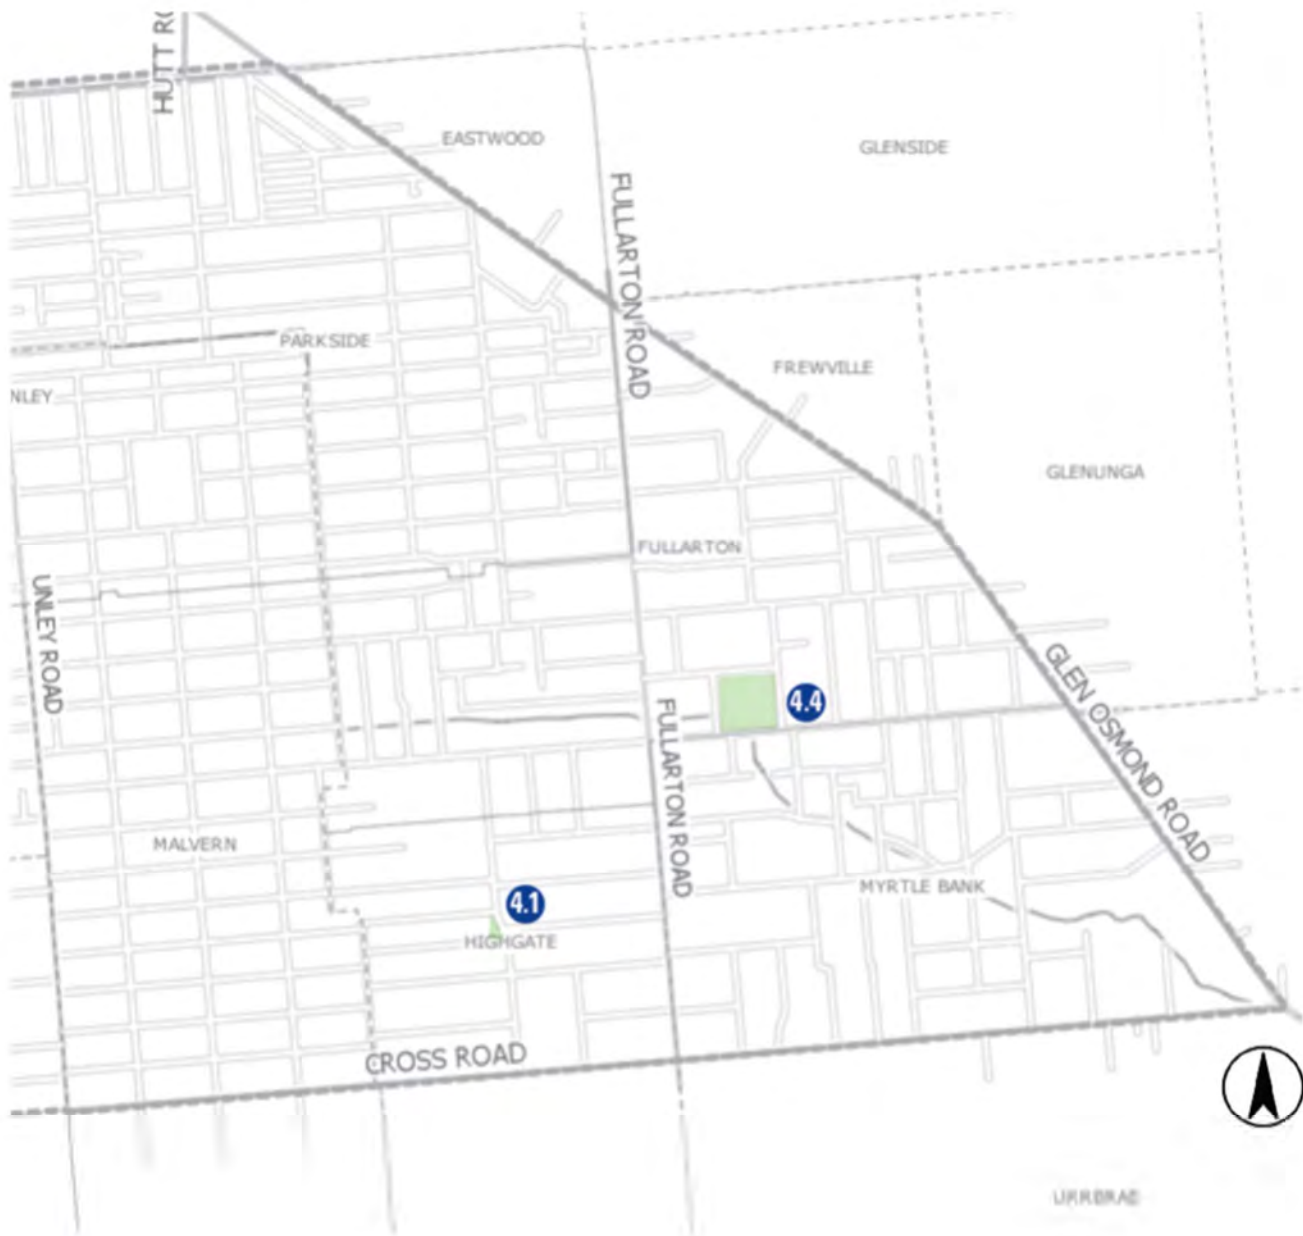 HUTT RO
EASTWOOD
GLENSIDE
FULLARTON ROAD
PARKSIDE
FREWVILLE
NLEY
GLENUNGA
FULLARTON
UNLEY ROAD
GLEN OSMOND ROAD
4.4
FULLARTON ROAD
MALVERN
MYRTLE BANK
4.1
HIGHGATE
CROSS ROAD
URRBRAE